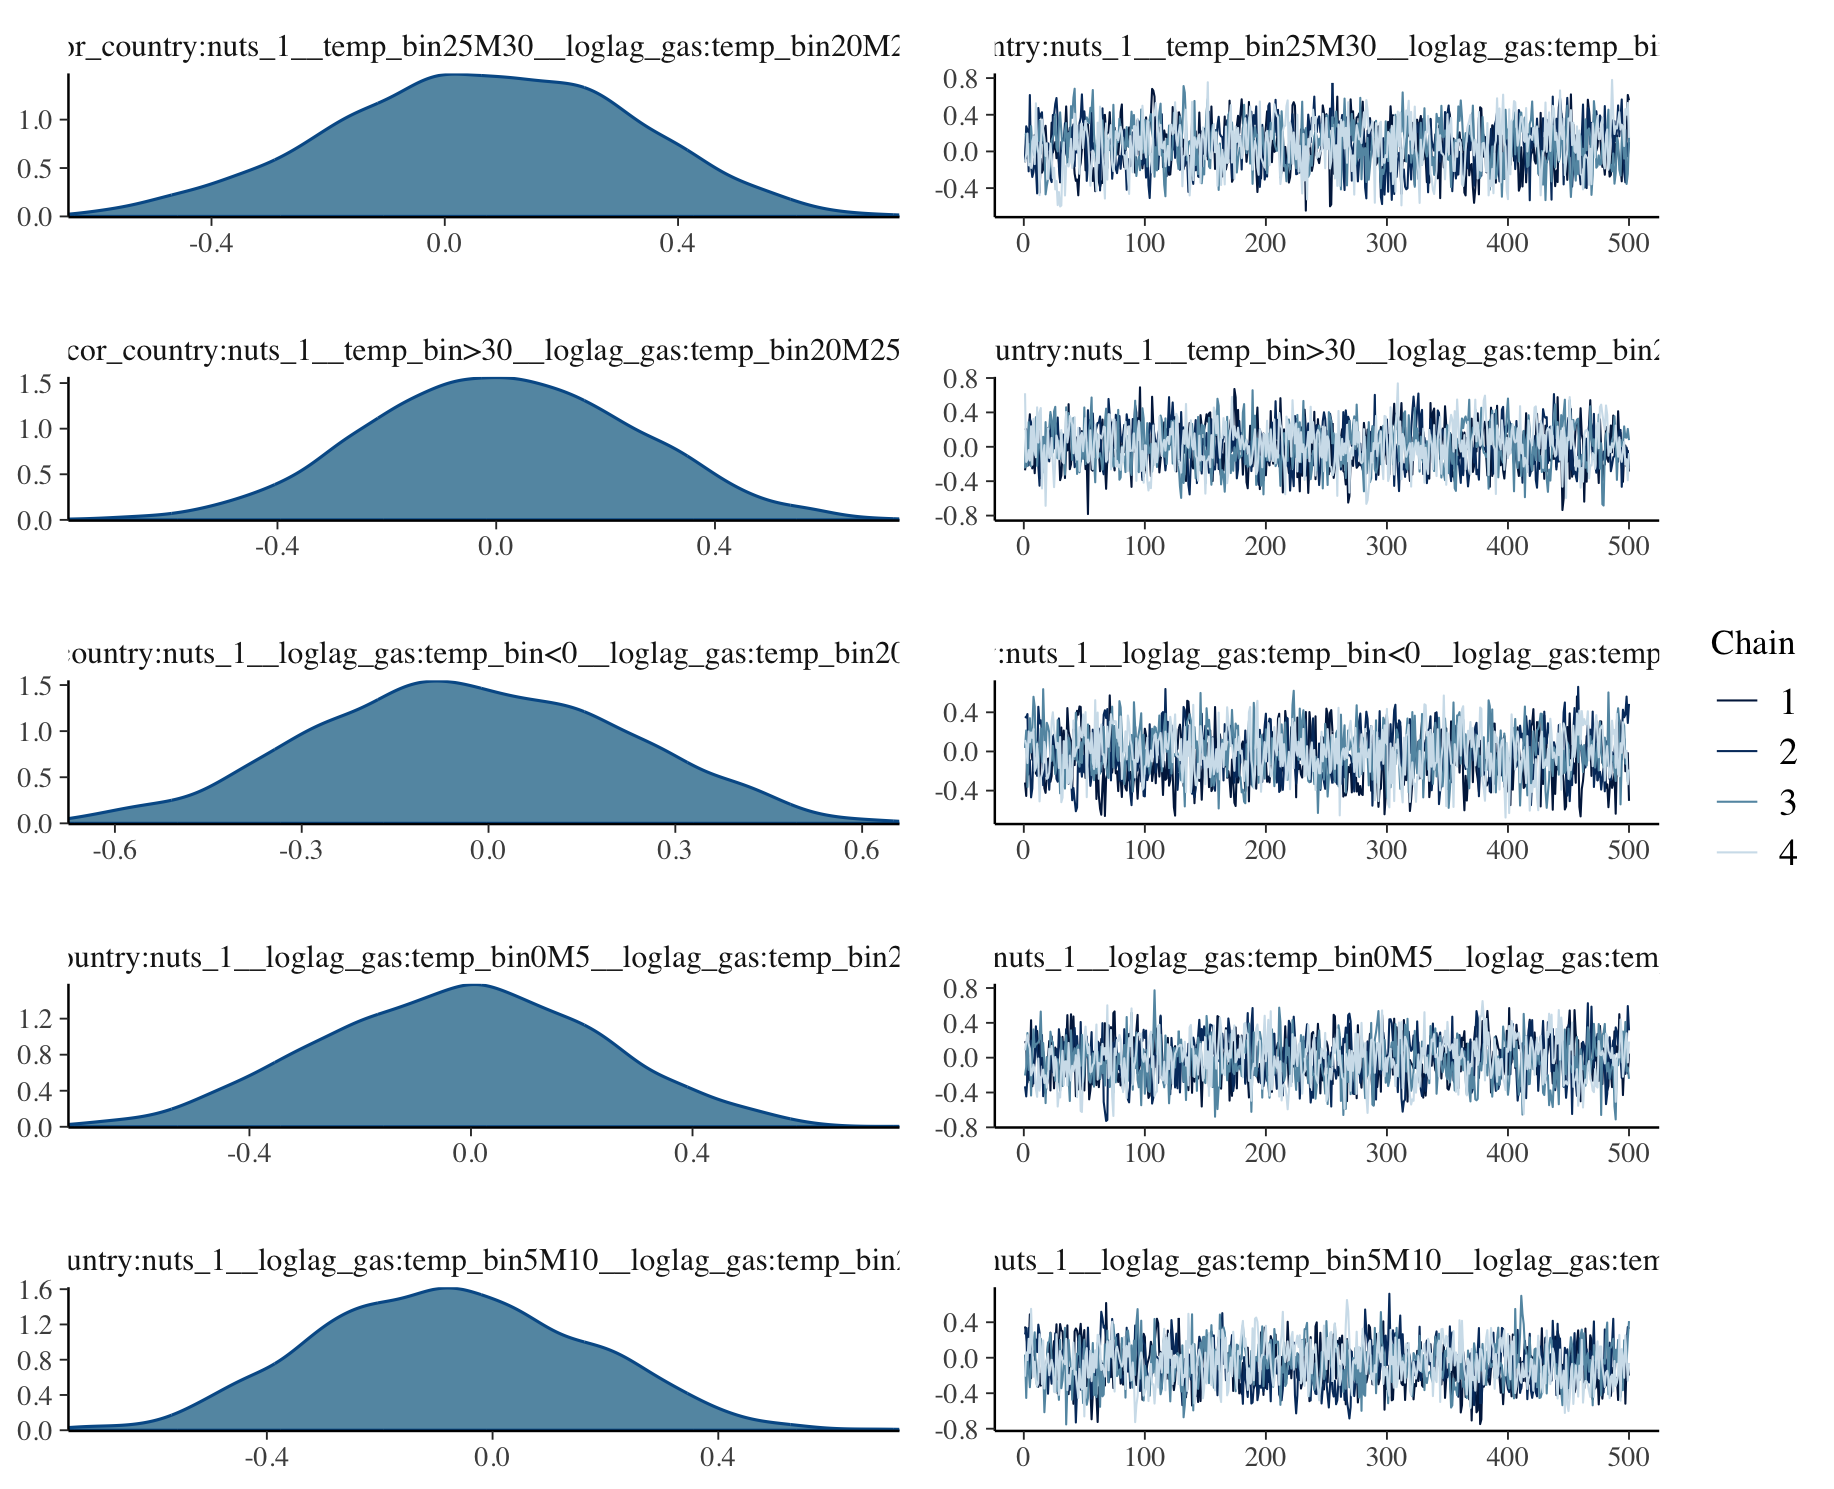 or_country:nuts_1__temp_bin25M30__loglag_gas:temp_bin20M2
ntry:nuts_1__temp_bin25M30__loglag_gas:temp_bi
1.0
0.5
0.0
-0.4 0.0 0.4
0.8
0.4
0.0
-0.4
0 100 200 300 400 500
cor_country:nuts_1__temp_bin>30__loglag_gas:temp_bin20M25
untry:nuts_1__temp_bin>30__loglag_gas:temp_bin2
1.5
1.0
0.5
0.0
-0.4 0.0 0.4
0.8
0.4
0.0
-0.4
-0.8
0 100 200 300 400 500
country:nuts_1__loglag_gas:temp_bin<0__loglag_gas:temp_bin20
:nuts_1__loglag_gas:temp_bin<0__loglag_gas:temp
1.5
1.0
0.5
0.0
-0.6 -0.3 0.0 0.3 0.6
0.4
0.0
-0.4
0 100 200 300 400 500
Chain
1
2
3
4
ountry:nuts_1__loglag_gas:temp_bin0M5__loglag_gas:temp_bin2
nuts_1__loglag_gas:temp_bin0M5__loglag_gas:tem
1.2
0.8
0.4
0.0
-0.4 0.0 0.4
0.8
0.4
0.0
-0.4
-0.8
0 100 200 300 400 500
untry:nuts_1__loglag_gas:temp_bin5M10__loglag_gas:temp_bin2
nuts_1__loglag_gas:temp_bin5M10__loglag_gas:tem
1.6
1.2
0.8
0.4
0.0
-0.4 0.0 0.4
0.4
0.0
-0.4
-0.8
0 100 200 300 400 500